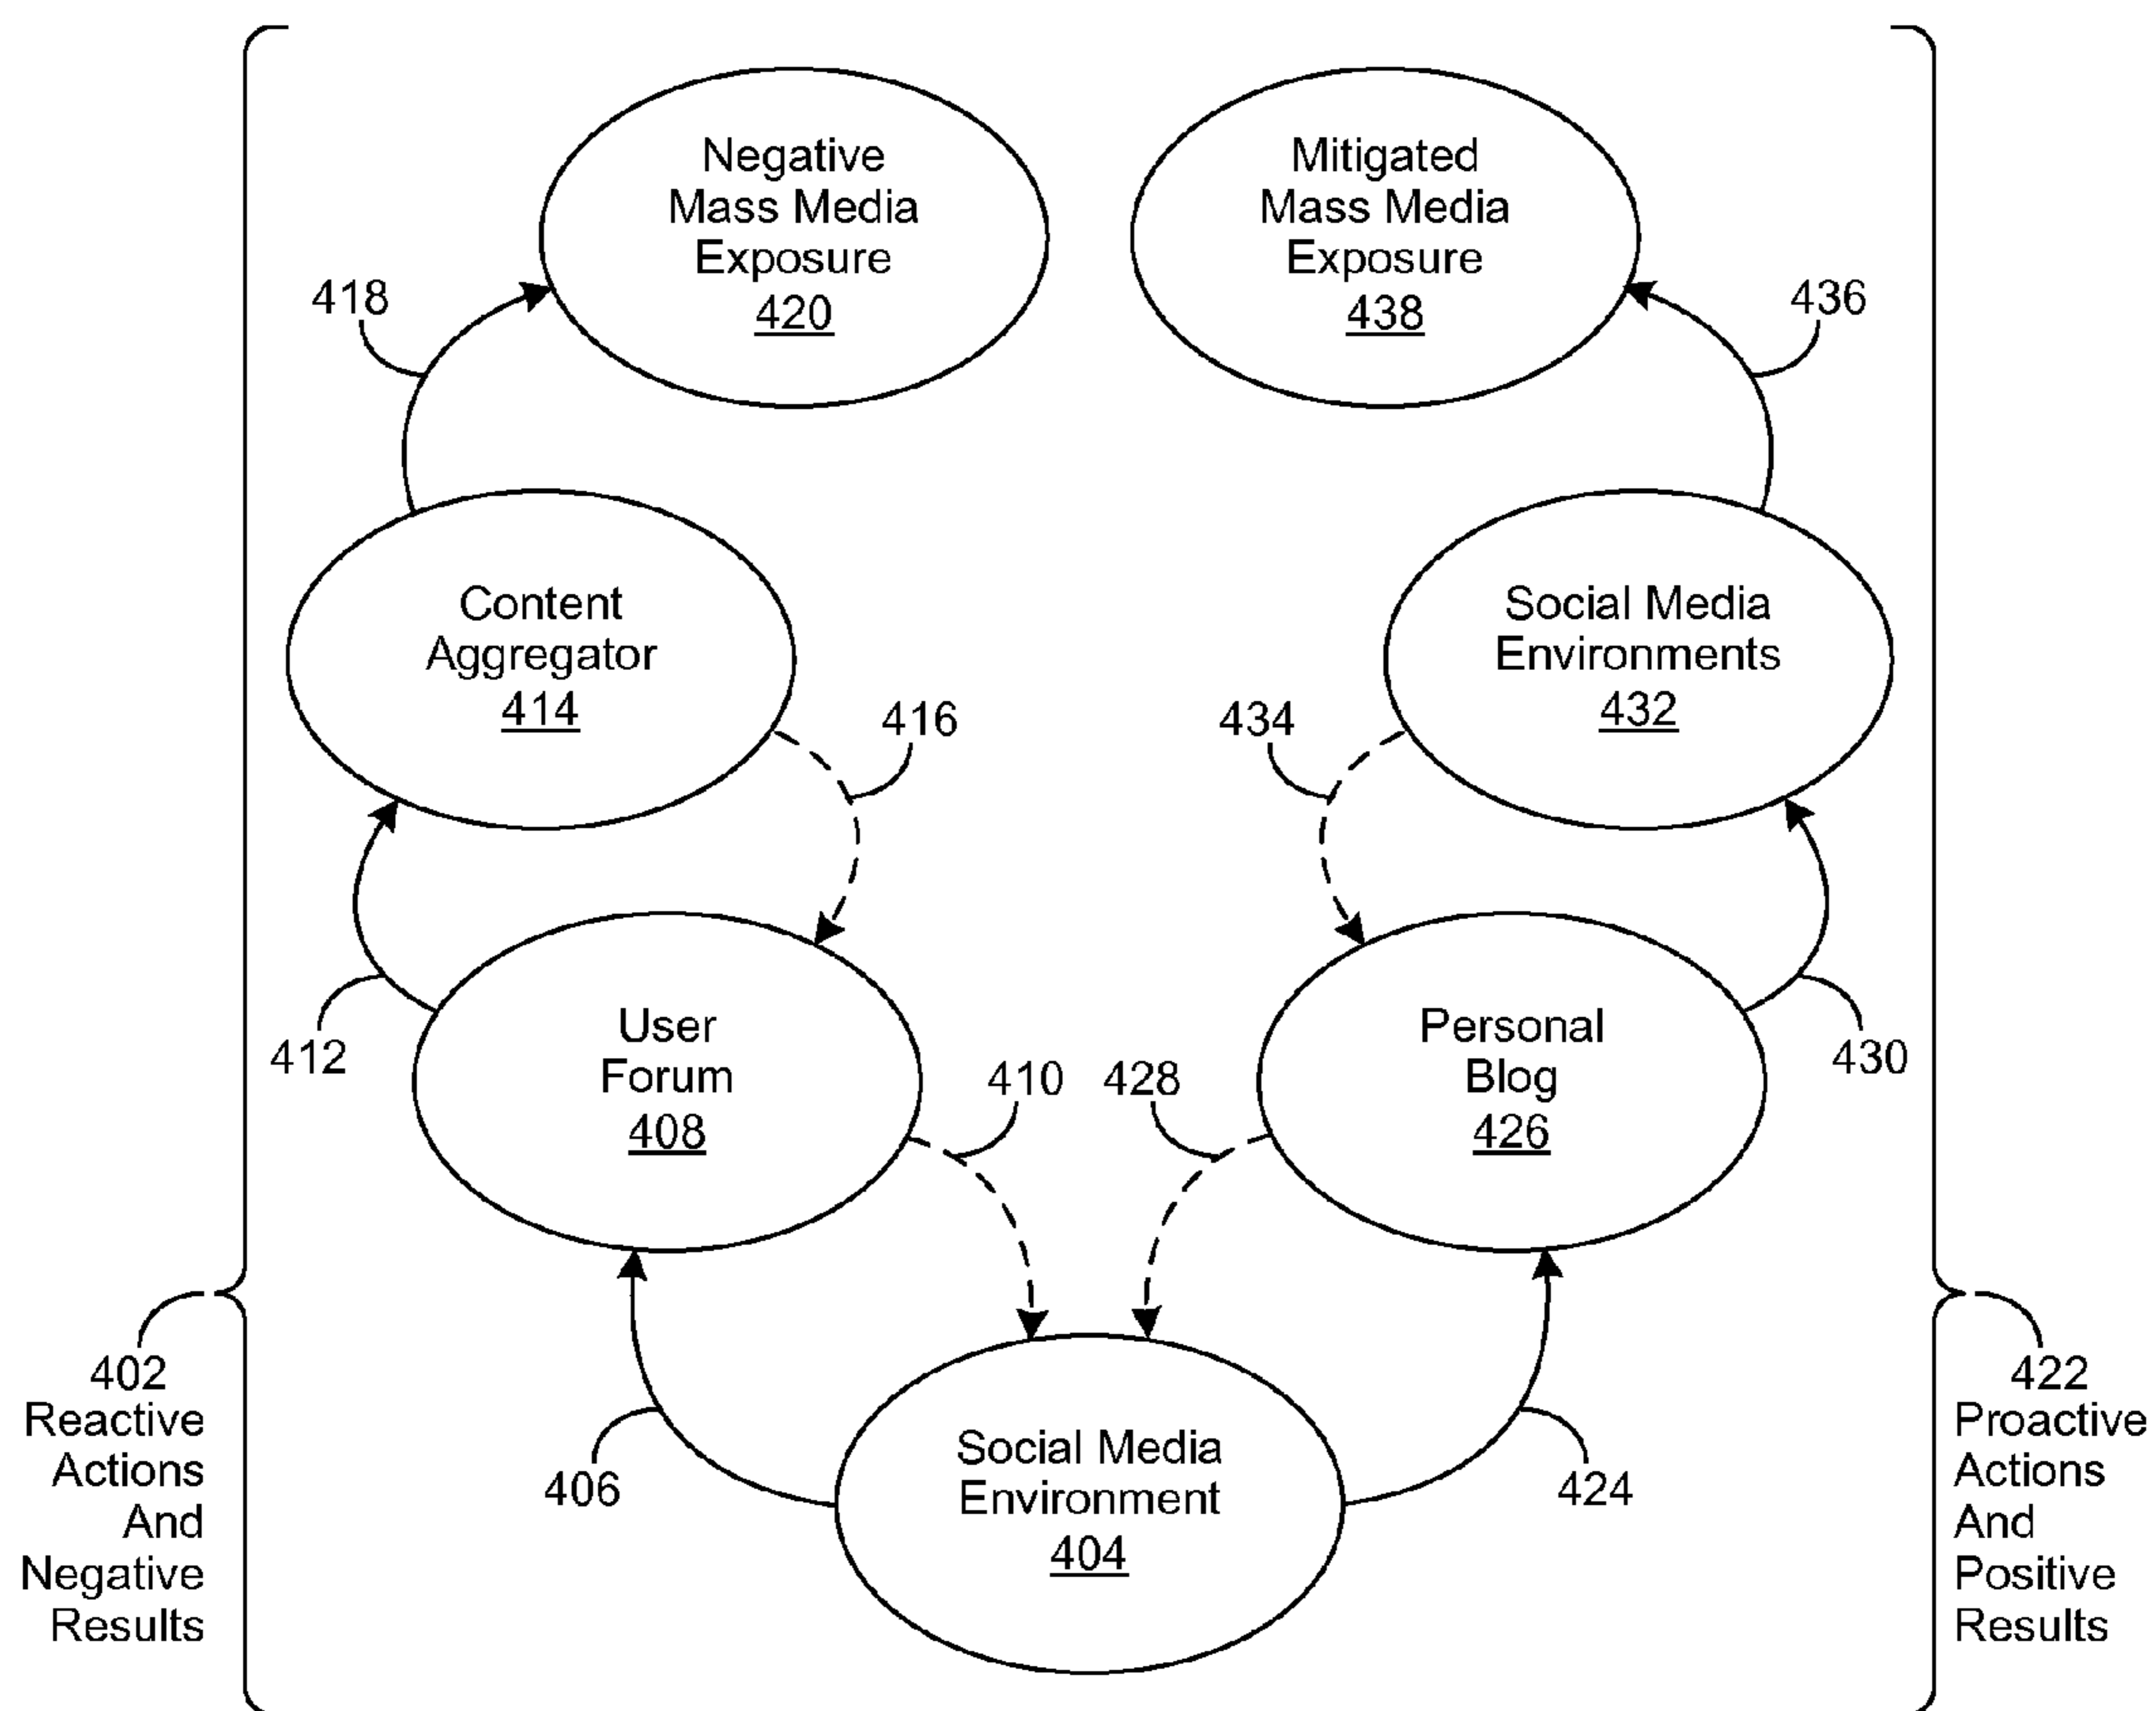 Negative
Mass Media
Exposure
420
Mitigated
Mass Media
Exposure
438
418
436
Content
Aggregator
414
Social Media
Environments
432
416
434
User
Forum
408
Personal
Blog
426
412
410
428
430
402
Reactive
Actions
And
Negative
Results
406
Social Media
Environment
404
424
422
Proactive
Actions
And
Positive
Results